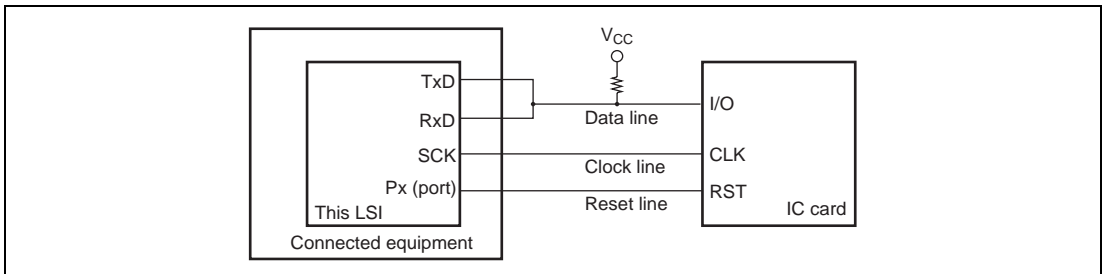 VCC
TxD
RxD
SCK
Px (port)
This LSI
Connected equipment
Data line
Clock line
Reset line
I/O
CLK
RST
IC card